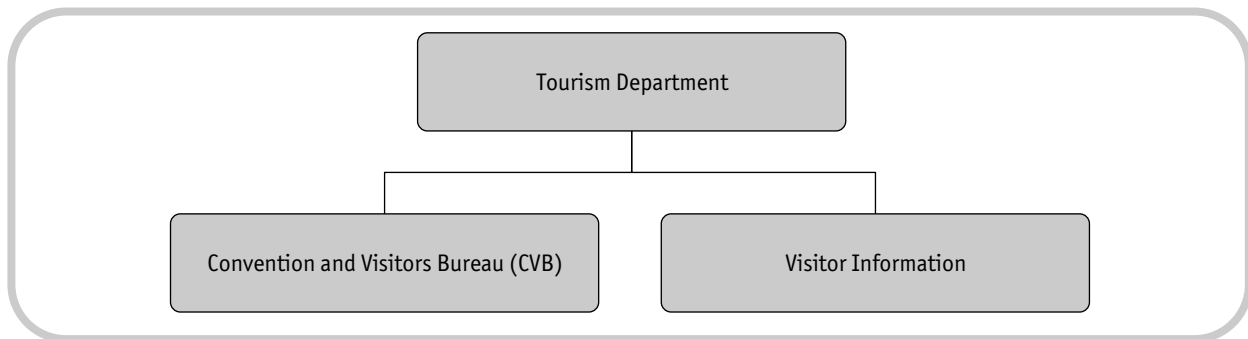 Tourism Department
Convention and Visitors Bureau (CVB)
Visitor Information